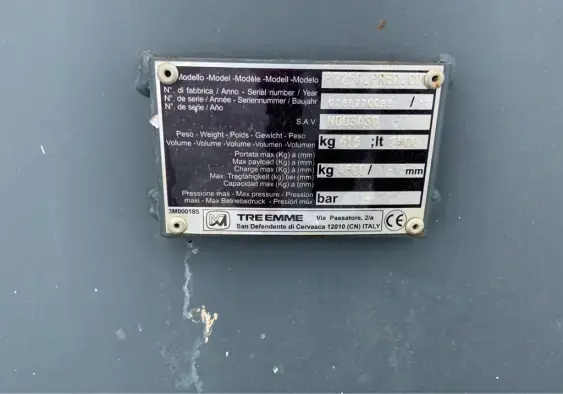 Modello -Model -Modèle -Modell -Modelo
N°. di fabbrica / Anno - Serial number / Year
N°. de serie / Année - Seriennummer / Baujahr /
N°. de serie / Año
S.A.V.
Peso - Weight - Poids - Gewicht - Peso
Volume -Volume -Volume -Volumen -Volumen kg 515 ;lt
Portata max (Kg) a (mm)
Max payload (Kg) a (mm)
Charge max (Kg) a (mm) kg / mm
Max. Tragfähigkeit (kg) bei (mm)
Capacidad max (Kg) a (mm)
Pressione max - Max pressure - Pression
maxi - Max Betriebsdruck - Presión máx bar
3M000185 TREEMME Via Passatore, 2/a CE
San Defendente di Cervasca 12010 (CN) ITALY